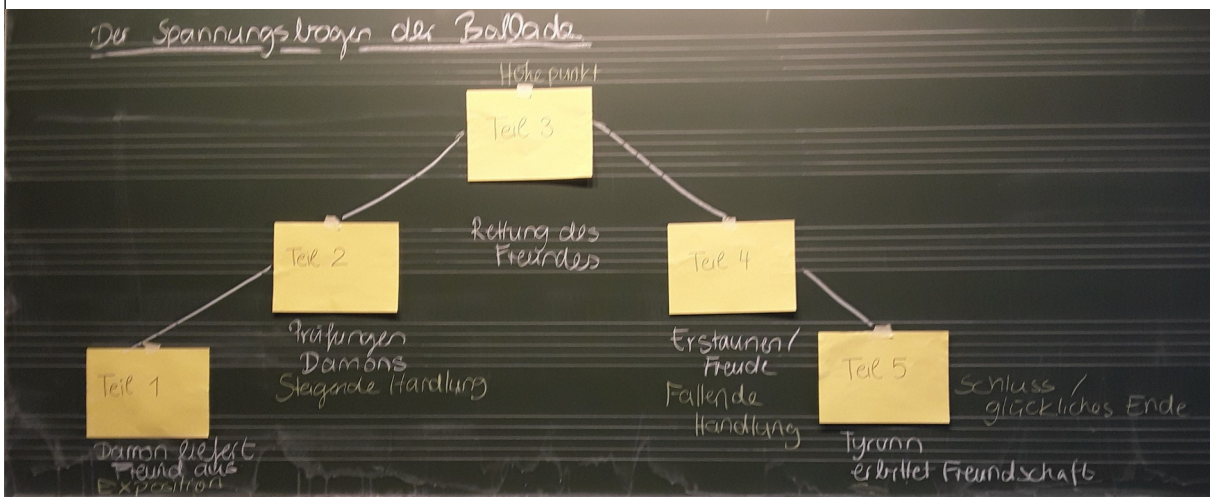 Der Spannungsbogen der Ballade
Höhepunkt
Teil 3
Rettung des
Freundes
Teil 2
Prüfungen
Damons
Steigende Handlung
Teil 1
Damon liefert
Freund aus
Exposition
Teil 4
Erstaunen/
Freude
Fallende
Handlung
Teil 5
Schluss /
glückliches Ende
Tyrann
erbittet Freundschaft